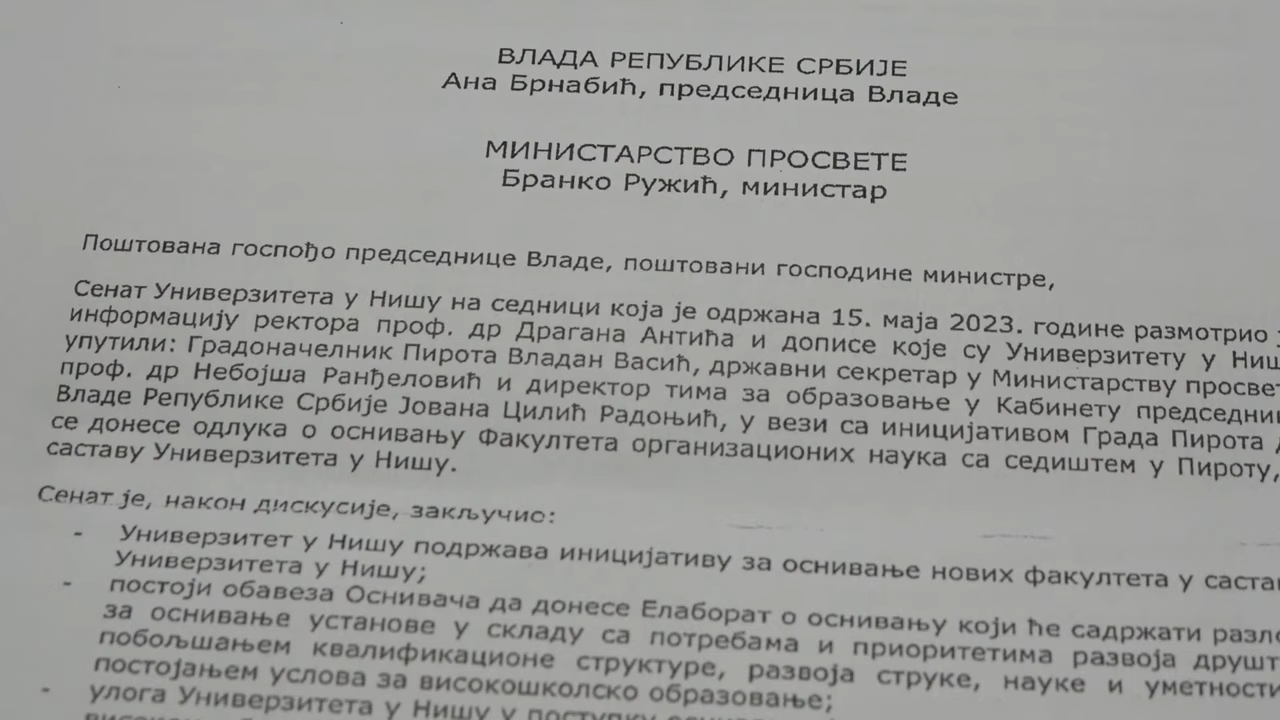 ВЛАДА РЕПУБЛИКЕ СРБИЈЕ
Ана Брнабић, председница Владе
МИНИСТАРСТВО ПРОСВЕТЕ
Бранко Ружић, министар
Поштована госпођо председнице Владе, поштовани господине министре,
Сенат Универзитета у Нишу на седници која је одржана 15. маја 2023. године размотрио
информацију ректора проф. др Драгана Антића и дописе које су Универзитету у Ниш
упутили: Градоначелник Пирота Владан Васић, државни секретар у Министарству просвет
проф. др Небојша Ранђеловић и директор тима за образовање у Кабинету председни
Владе Републике Србије Јована Цилић Радоњић, у вези са иницијативом Града Пирота
се донесе одлука о оснивању Факултета организационих наука са седиштем у Пироту,
саставу Универзитета у Нишу.
Сенат је, након дискусије, закључио:
- Универзитет у Нишу подржава иницијативу за оснивање нових факултета у састав
Универзитета у Нишу;
- постоји обавеза Оснивача да донесе Елаборат о оснивању који ће садржати разло
за оснивање установе у складу са потребама и приоритетима развоја друшт
побољшањем квалификационе структуре, развоја струке, науке и уметности
постојањем услова за високошколско образовање;
- улога Универзитета у Нишу у поступку